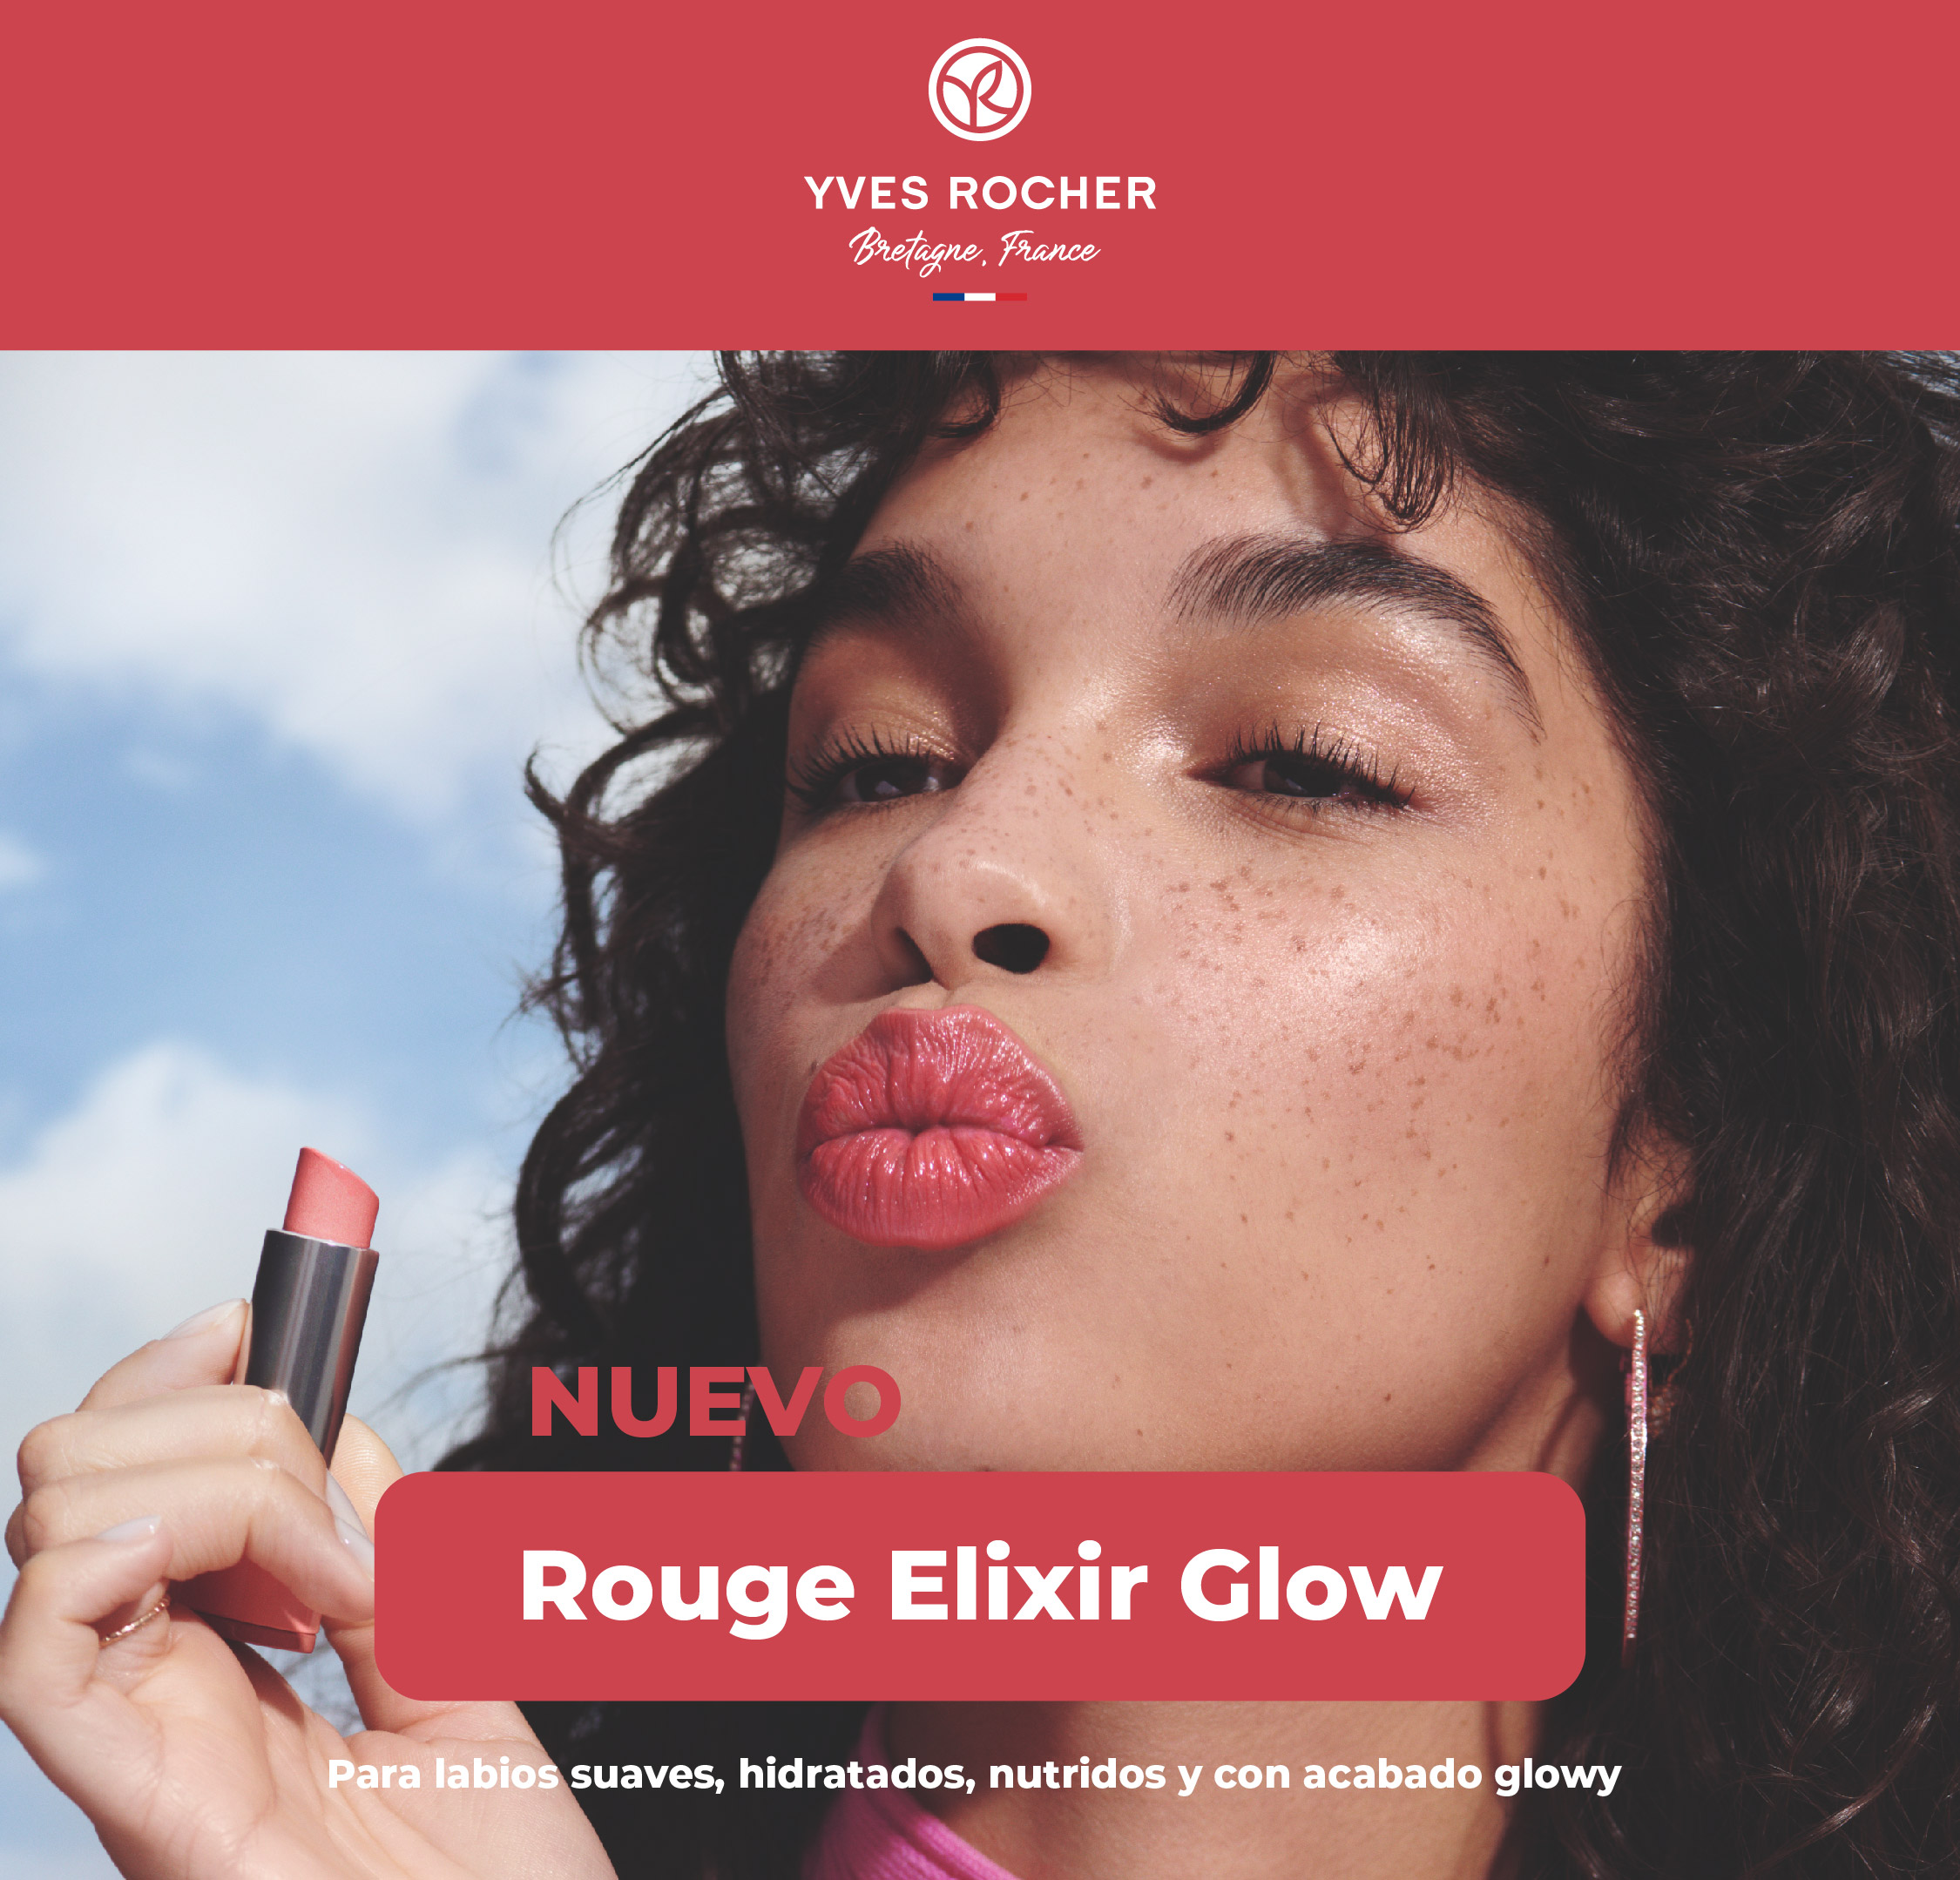 YVES ROCHER
Bretagne, France
NUEVO
Rouge Elixir Glow
Para labios suaves, hidratados, nutridos y con acabado glowy